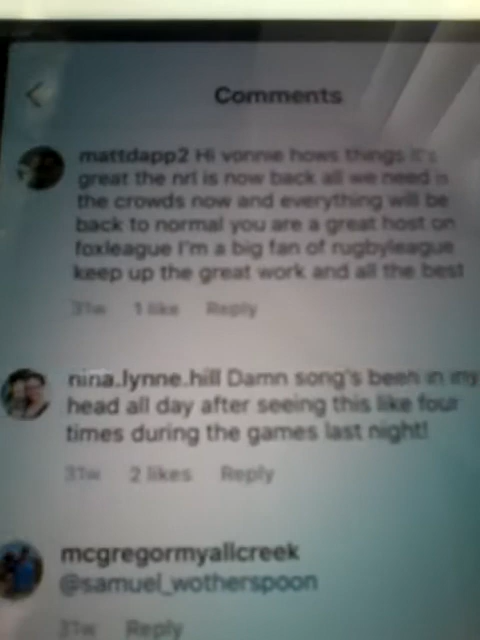 Comments
mattdapp2 Hi vonnie hows things it's
great the nrl is now back all we need is
the crowds now and everything will be
back to normal you are a great host on
foxleague I'm a big fan of rugbyleague
keep up the great work and all the best
31w 1 like Reply
nina.lynne.hill Damn song's been in my
head all day after seeing this like four
times during the games last night!
31w 2 likes Reply
mcgregormyallcreek
@samuel_wotherspoon
31w Reply